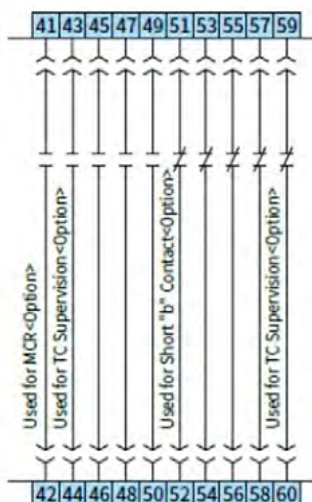 41 43 45 47 49 51 53 55 57 59
Used for MCR<Option>
Used for TC Supervision<Option>
Used for Short "b" Contact<Option>
Used for TC Supervision<Option>
42 44 46 48 50 52 54 56 58 60